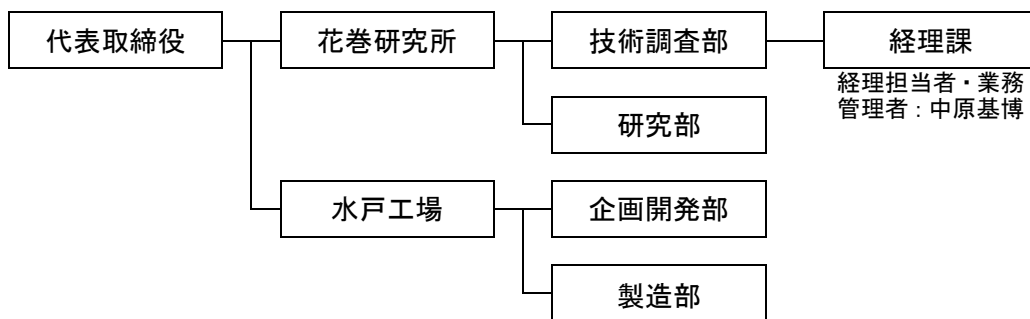 代表取締役
花巻研究所
技術調査部
経理課
経理担当者・業務
管理者：中原基博
研究部
水戸工場
企画開発部
製造部